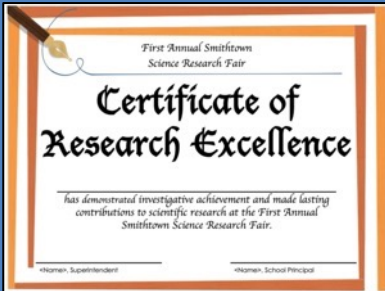 First Annual Smithtown
Science Research Fair
Certificate of
Research Excellence
has demonstrated investigative achievement and made lasting
contributions to scientific research at the First Annual
Smithtown Science Research Fair.
<Name>, Superintendent
<Name>, School Principal